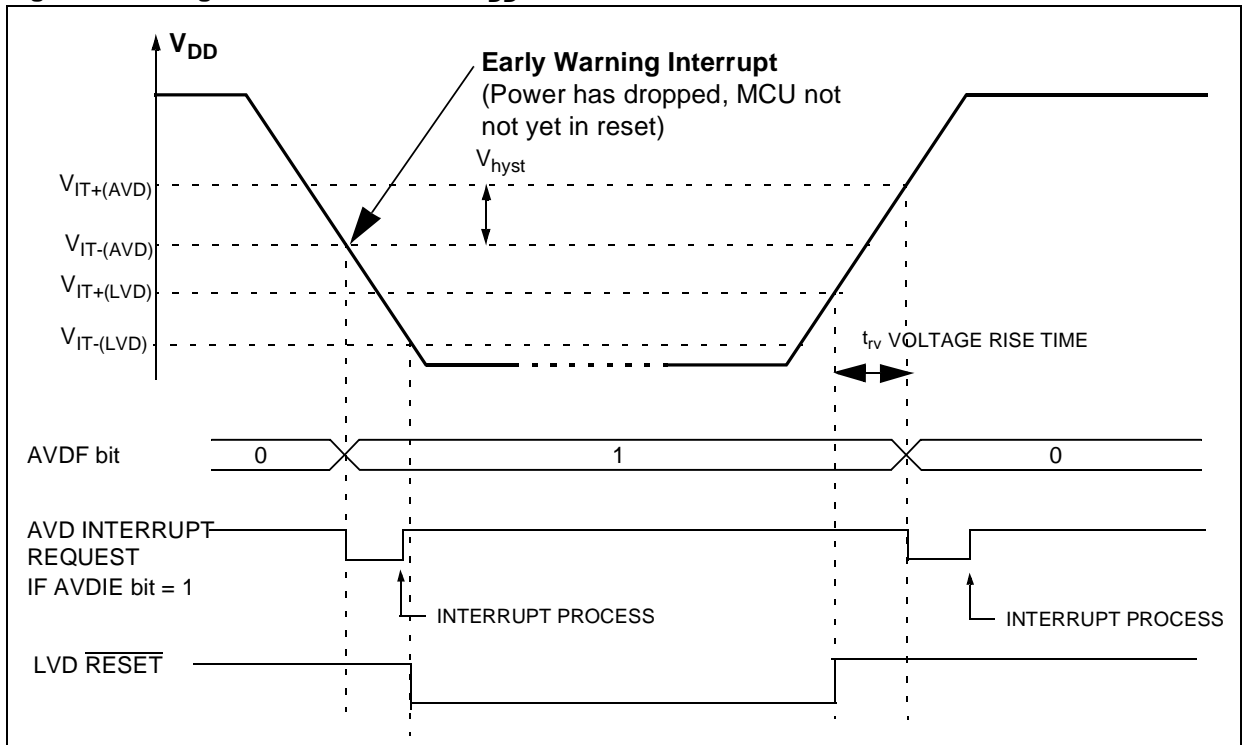 V_DD
Early Warning Interrupt
(Power has dropped, MCU not
not yet in reset)
V_hyst
V_IT+(AVD)
V_IT-(AVD)
V_IT+(LVD)
V_IT-(LVD)
t_rv VOLTAGE RISE TIME
AVDF bit
0
1
0
AVD INTERRUPT
REQUEST
IF AVDIE bit = 1
INTERRUPT PROCESS
INTERRUPT PROCESS
LVD RESET